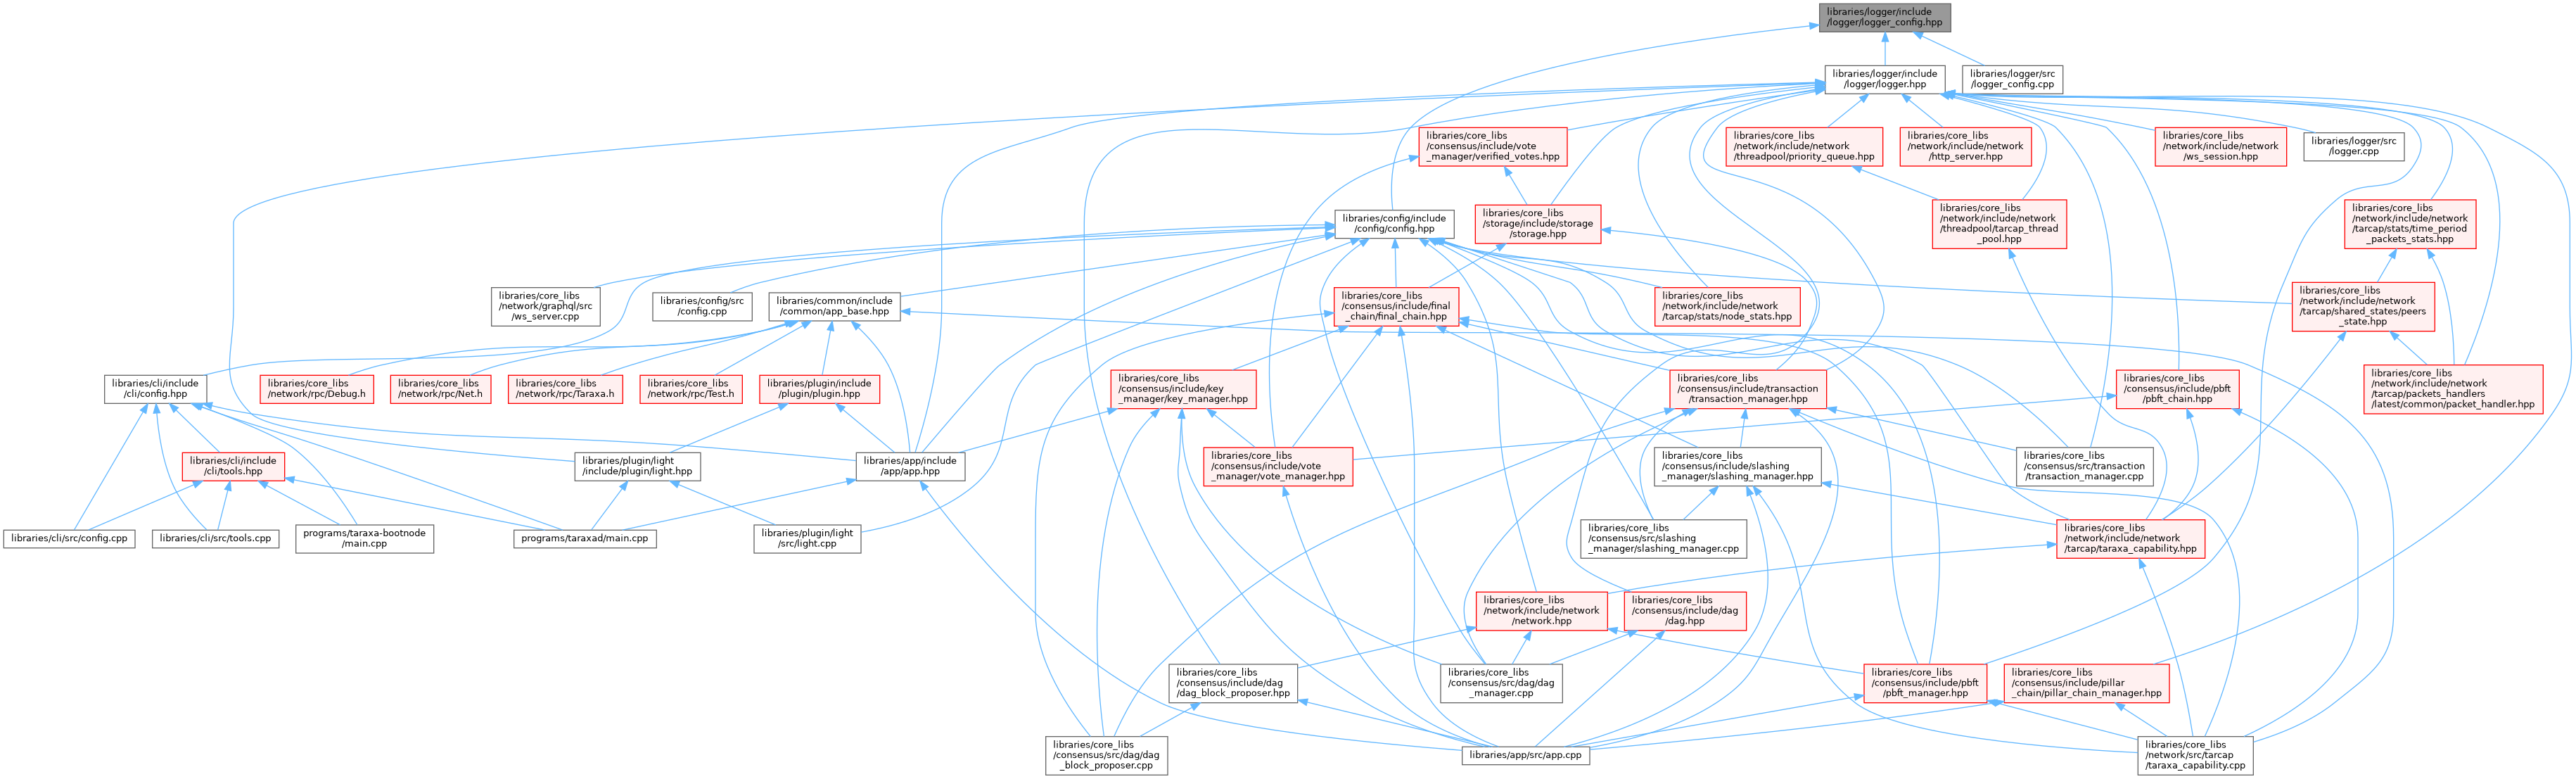 libraries/logger/include
/logger/logger_config.hpp
libraries/logger/include
/logger/logger.hpp
libraries/logger/src
/logger_config.cpp
libraries/core_libs
/consensus/include/vote
_manager/verified_votes.hpp
libraries/core_libs
/network/include/network
/threadpool/priority_queue.hpp
libraries/core_libs
/network/include/network
/http_server.hpp
libraries/core_libs
/network/include/network
/ws_session.hpp
libraries/logger/src
/logger.cpp
libraries/config/include
/config/config.hpp
libraries/core_libs
/storage/include/storage
/storage.hpp
libraries/core_libs
/network/include/network
/threadpool/tarcap_thread
_pool.hpp
libraries/core_libs
/network/include/network
/tarcap/stats/time_period
_packets_stats.hpp
libraries/core_libs
/network/graphql/src
/ws_server.cpp
libraries/config/src
/config.cpp
libraries/common/include
/common/app_base.hpp
libraries/core_libs
/consensus/include/final
_chain/final_chain.hpp
libraries/core_libs
/network/include/network
/tarcap/stats/node_stats.hpp
libraries/core_libs
/network/include/network
/tarcap/shared_states/peers
_state.hpp
libraries/cli/include
/cli/config.hpp
libraries/core_libs
/network/rpc/Debug.h
libraries/core_libs
/network/rpc/Net.h
libraries/core_libs
/network/rpc/Taraxa.h
libraries/core_libs
/network/rpc/Test.h
libraries/plugin/include
/plugin/plugin.hpp
libraries/core_libs
/consensus/include/key
_manager/key_manager.hpp
libraries/core_libs
/consensus/include/transaction
/transaction_manager.hpp
libraries/core_libs
/consensus/include/pbft
/pbft_chain.hpp
libraries/core_libs
/network/include/network
/tarcap/packets_handlers
/latest/common/packet_handler.hpp
libraries/cli/include
/cli/tools.hpp
libraries/plugin/light
/include/plugin/light.hpp
libraries/app/include
/app/app.hpp
libraries/core_libs
/consensus/include/vote
_manager/vote_manager.hpp
libraries/core_libs
/consensus/include/slashing
_manager/slashing_manager.hpp
libraries/core_libs
/consensus/src/transaction
_manager.cpp
libraries/cli/src/config.cpp
libraries/cli/src/tools.cpp
programs/taraxa-bootnode
/main.cpp
programs/taraxad/main.cpp
libraries/plugin/light
/src/light.cpp
libraries/core_libs
/consensus/src/slashing
_manager/slashing_manager.cpp
libraries/core_libs
/network/include/network
/tarcap/taraxa_capability.hpp
libraries/core_libs
/network/include/network
/network.hpp
libraries/core_libs
/consensus/include/dag
/dag.hpp
libraries/core_libs
/consensus/include/dag
/dag_block_proposer.hpp
libraries/core_libs
/consensus/src/dag/dag
_manager.cpp
libraries/core_libs
/consensus/include/pbft
/pbft_manager.hpp
libraries/core_libs
/consensus/include/pillar
_chain/pillar_chain_manager.hpp
libraries/core_libs
/consensus/src/dag/dag
_block_proposer.cpp
libraries/app/src/app.cpp
libraries/core_libs
/network/src/tarcap
/taraxa_capability.cpp